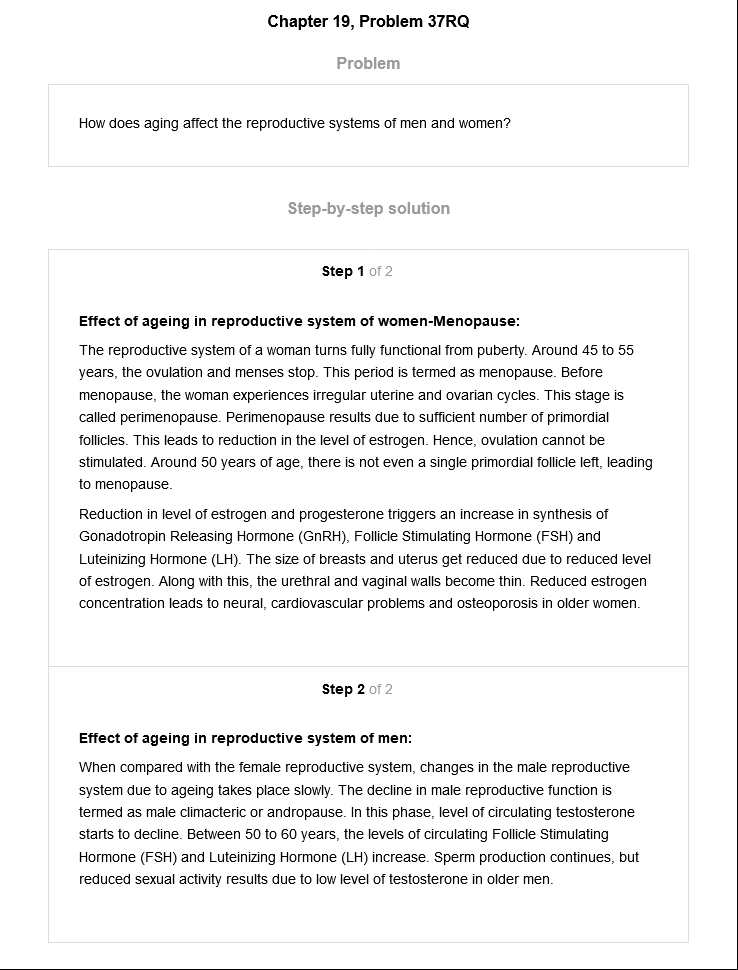 Chapter 19, Problem 37RQ
Problem
How does aging affect the reproductive systems of men and women?
Step-by-step solution
Step 1 of 2
Effect of ageing in reproductive system of women-Menopause:
The reproductive system of a woman turns fully functional from puberty. Around 45 to 55
years, the ovulation and menses stop. This period is termed as menopause. Before
menopause, the woman experiences irregular uterine and ovarian cycles. This stage is
called perimenopause. Perimenopause results due to sufficient number of primordial
follicles. This leads to reduction in the level of estrogen. Hence, ovulation cannot be
stimulated. Around 50 years of age, there is not even a single primordial follicle left, leading
to menopause.
Reduction in level of estrogen and progesterone triggers an increase in synthesis of
Gonadotropin Releasing Hormone (GnRH), Follicle Stimulating Hormone (FSH) and
Luteinizing Hormone (LH). The size of breasts and uterus get reduced due to reduced level
of estrogen. Along with this, the urethral and vaginal walls become thin. Reduced estrogen
concentration leads to neural, cardiovascular problems and osteoporosis in older women.
Step 2 of 2
Effect of ageing in reproductive system of men:
When compared with the female reproductive system, changes in the male reproductive
system due to ageing takes place slowly. The decline in male reproductive function is
termed as male climacteric or andropause. In this phase, level of circulating testosterone
starts to decline. Between 50 to 60 years, the levels of circulating Follicle Stimulating
Hormone (FSH) and Luteinizing Hormone (LH) increase. Sperm production continues, but
reduced sexual activity results due to low level of testosterone in older men.